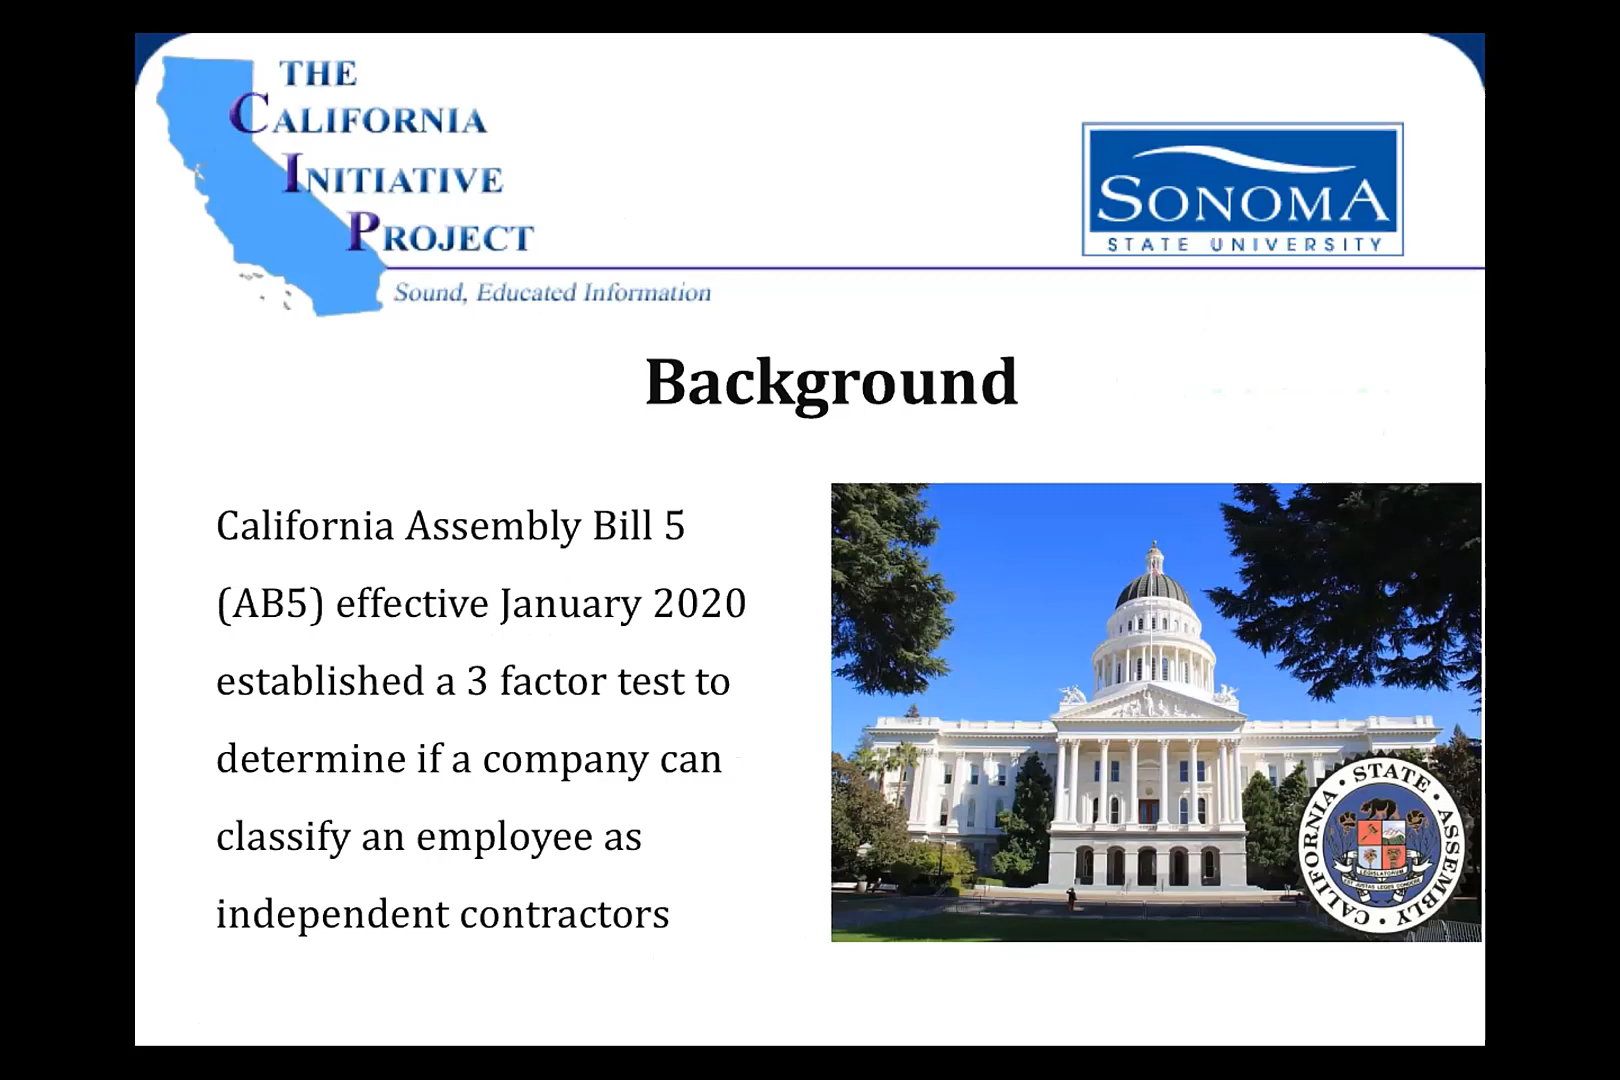 THE
CALIFORNIA
INITIATIVE
PROJECT
Sound, Educated Information
SONOMA
STATE UNIVERSITY
Background
California Assembly Bill 5
(AB5) effective January 2020
established a 3 factor test to
determine if a company can
classify an employee as
independent contractors
CALIFORNIA • STATE • ASSEMBLY •